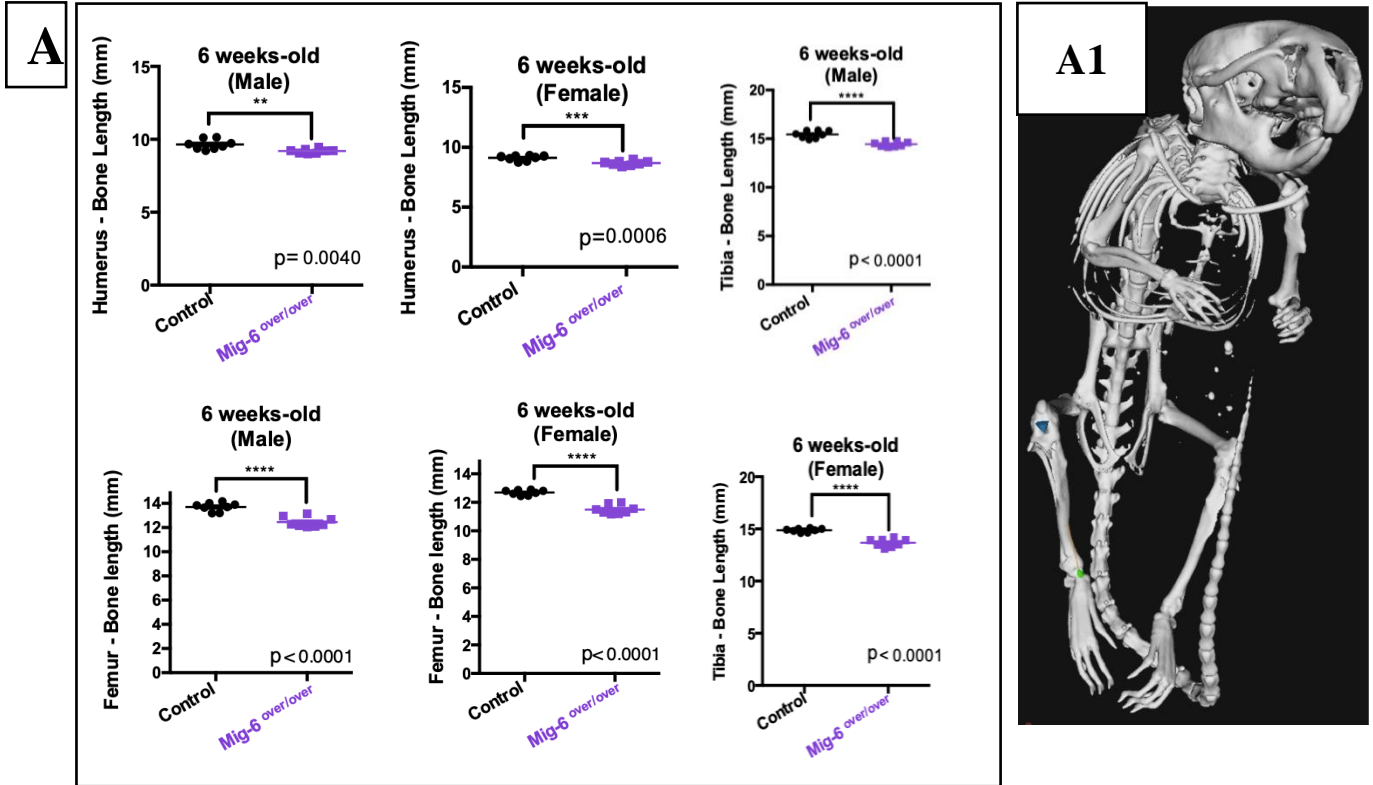 A
A1
Humerus - Bone Length (mm)
6 weeks-old
(Male)
**
15
10
5
0
p= 0.0040
Control
Mig-6 over/over
Humerus - Bone Length (mm)
6 weeks-old
(Female)
***
15
10
5
0
p=0.0006
Control
Mig-6 over/over
Tibia - Bone Length (mm)
6 weeks-old
(Male)
****
20
15
10
5
0
p< 0.0001
Control
Mig-6 over/over
Femur - Bone length (mm)
6 weeks-old
(Male)
****
14
12
10
8
6
4
2
0
p< 0.0001
Control
Mig-6 over/over
Femur - Bone length (mm)
6 weeks-old
(Female)
****
14
12
10
8
6
4
2
0
p< 0.0001
Control
Mig-6 over/over
Tibia - Bone Length (mm)
6 weeks-old
(Female)
****
20
15
10
5
0
p< 0.0001
Control
Mig-6 over/over